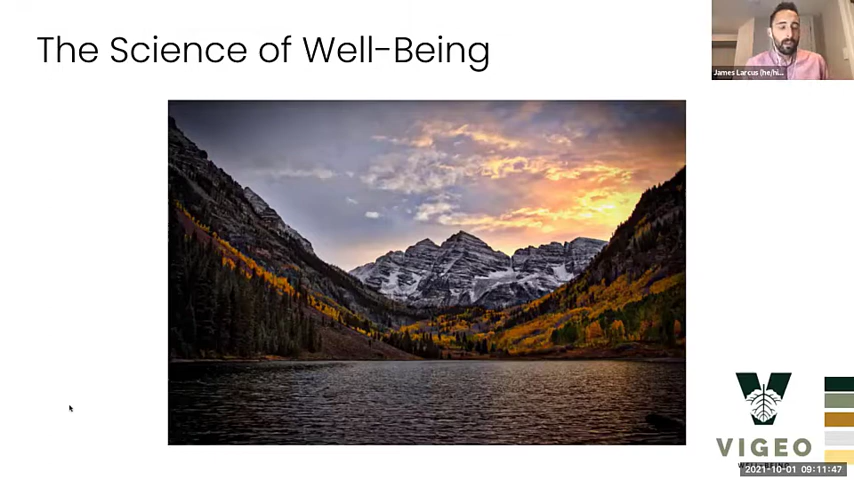 The Science of Well-Being
James Larcus (he/hi...
VIGEO
2021-10-01 09:11:47